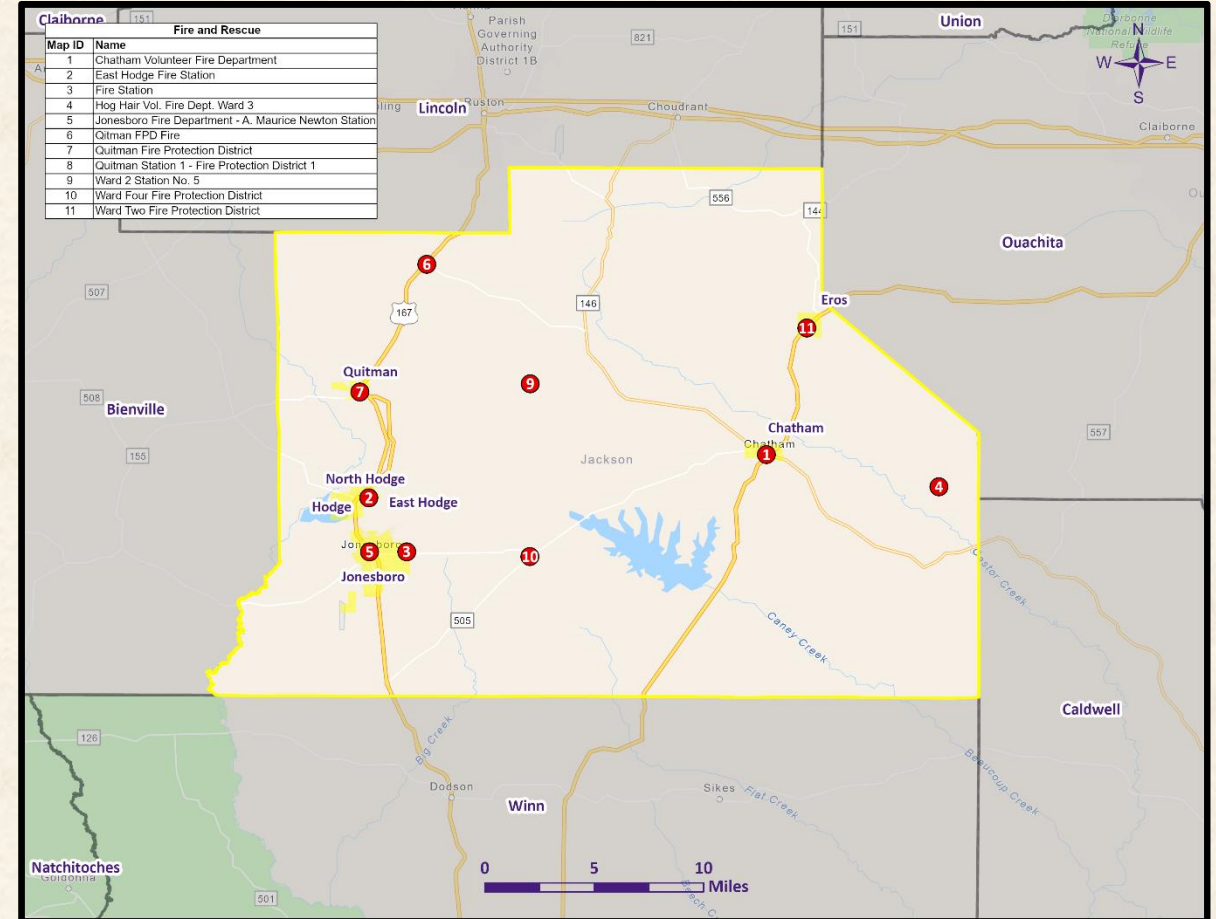 Claiborne
151
Fire and Rescue
Map ID Name
1 Chatham Volunteer Fire Department
2 East Hodge Fire Station
3 Fire Station
4 Hog Hair Vol. Fire Dept. Ward 3
5 Jonesboro Fire Department - A. Maurice Newton Station
6 Qitman FPD Fire
7 Quitman Fire Protection District
8 Quitman Station 1 - Fire Protection District 1
9 Ward 2 Station No. 5
10 Ward Four Fire Protection District
11 Ward Two Fire Protection District
Parish
Governing
Authority
District 1B
821
151
Union
D'arbonne
National Wildlife
Refuge
N
W E
S
Lincoln
Ruston
Choudrant
Claiborne
556
144
Ouachita
6
507
167
146
Eros
11
Quitman
7
9
508
Bienville
Chatham
Chatham
1
557
155
Jackson
North Hodge
2
Hodge
East Hodge
4
Jonesboro
5
3
10
Jonesboro
Castor Creek
505
Caney Creek
Caldwell
126
Big Creek
Beaucoup Creek
Dodson
Sikes
Flat Creek
Winn
Natchitoches
Goldonna
501
0 5 10
Miles
Beech